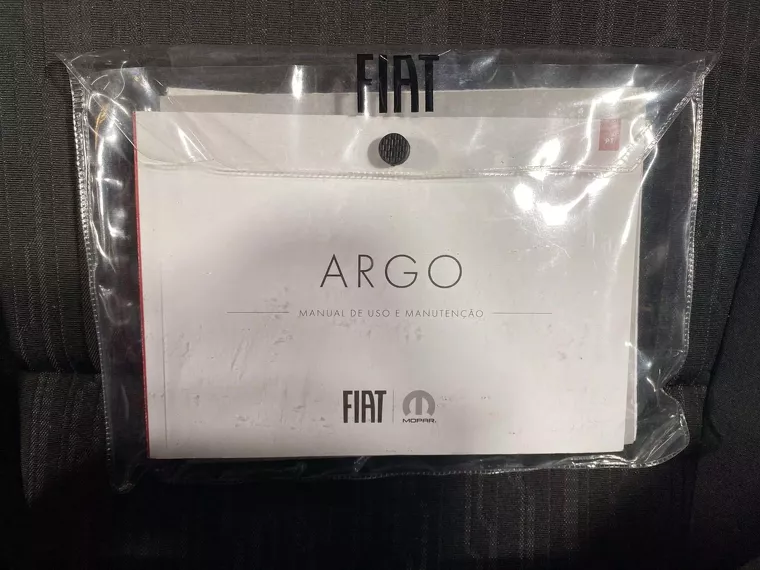 FIAT
ARGO
MANUAL DE USO E MANUTENÇÃO
FIAT
MOPAR.